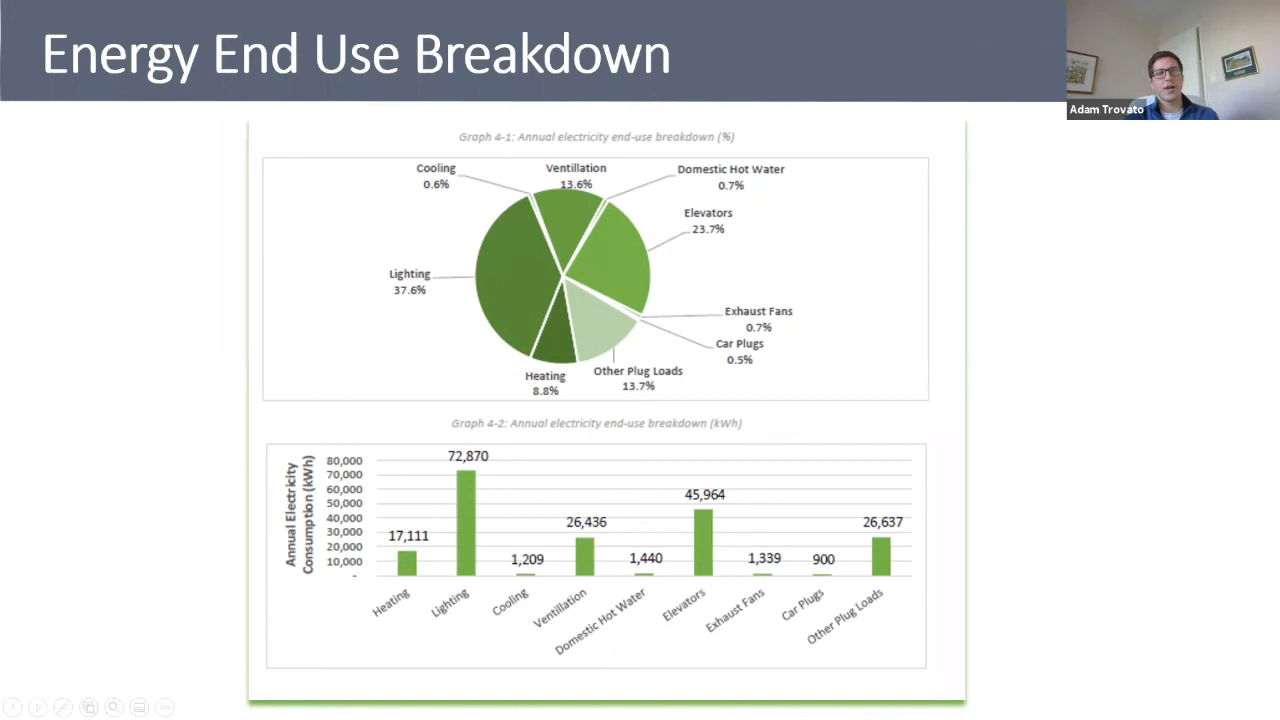 Energy End Use Breakdown
Adam Trovato
Graph 4-1: Annual electricity end-use breakdown (%)
Cooling
0.6%
Ventillation
13.6%
Domestic Hot Water
0.7%
Elevators
23.7%
Lighting
37.6%
Exhaust Fans
0.7%
Car Plugs
0.5%
Other Plug Loads
13.7%
Heating
8.8%
Graph 4-2: Annual electricity end-use breakdown (kWh)
Annual Electricity
Consumption (kWh)
80,000
70,000
60,000
50,000
40,000
30,000
20,000
10,000
-
17,111
72,870
1,209
26,436
1,440
45,964
1,339
900
26,637
Heating
Lighting
Cooling
Ventillation
Domestic Hot Water
Elevators
Exhaust Fans
Car Plugs
Other Plug Loads